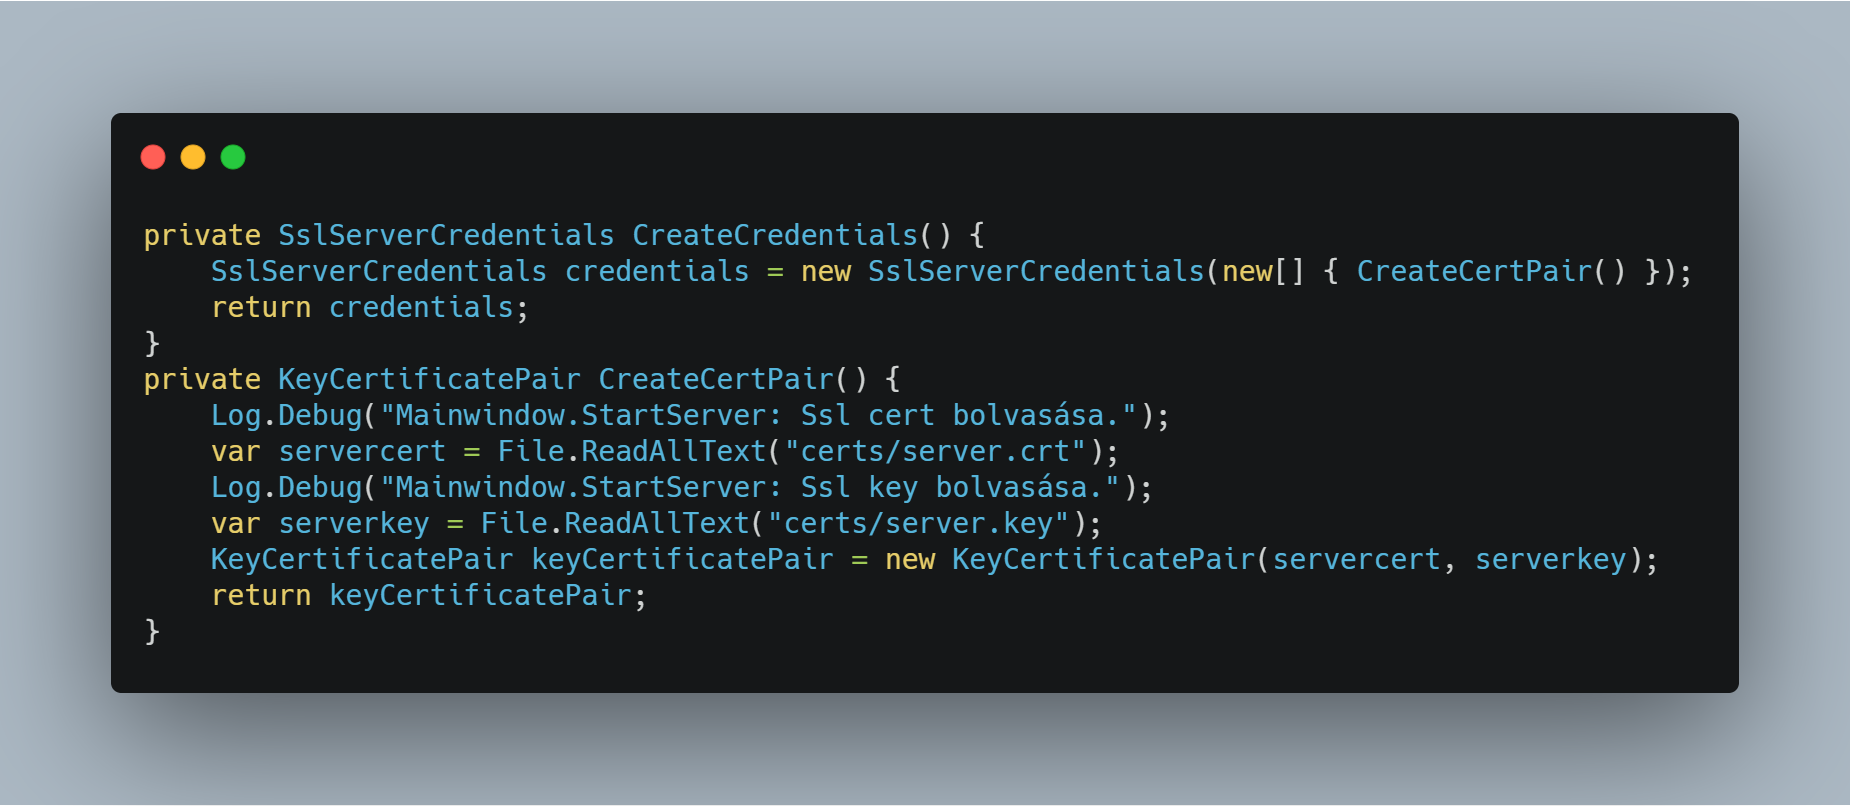 private SslServerCredentials CreateCredentials() {
    SslServerCredentials credentials = new SslServerCredentials(new[] { CreateCertPair() });
    return credentials;
}
private KeyCertificatePair CreateCertPair() {
    Log.Debug("Mainwindow.StartServer: Ssl cert bolvasása.");
    var servercert = File.ReadAllText("certs/server.crt");
    Log.Debug("Mainwindow.StartServer: Ssl key bolvasása.");
    var serverkey = File.ReadAllText("certs/server.key");
    KeyCertificatePair keyCertificatePair = new KeyCertificatePair(servercert, serverkey);
    return keyCertificatePair;
}